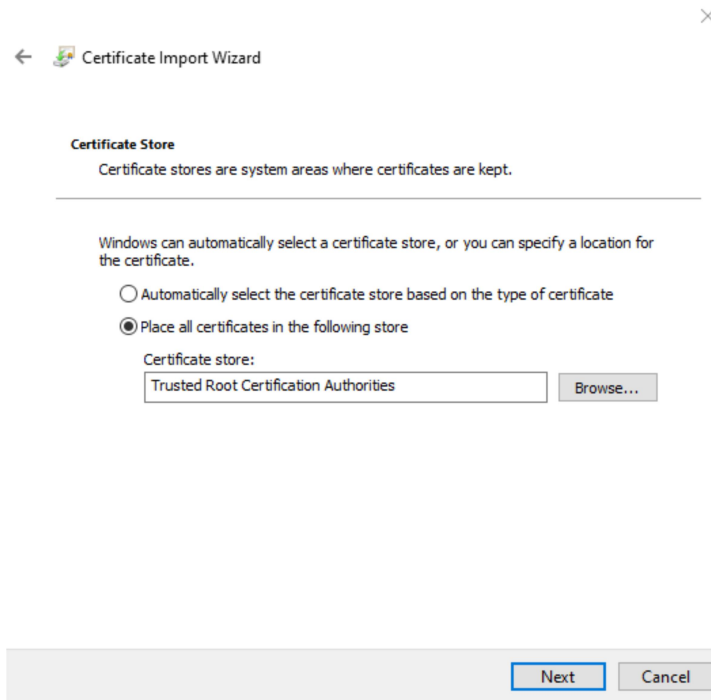 Certificate Import Wizard
Certificate Store
Certificate stores are system areas where certificates are kept.
Windows can automatically select a certificate store, or you can specify a location for
the certificate.
Automatically select the certificate store based on the type of certificate
Place all certificates in the following store
Certificate store:
Trusted Root Certification Authorities
Browse...
Next
Cancel